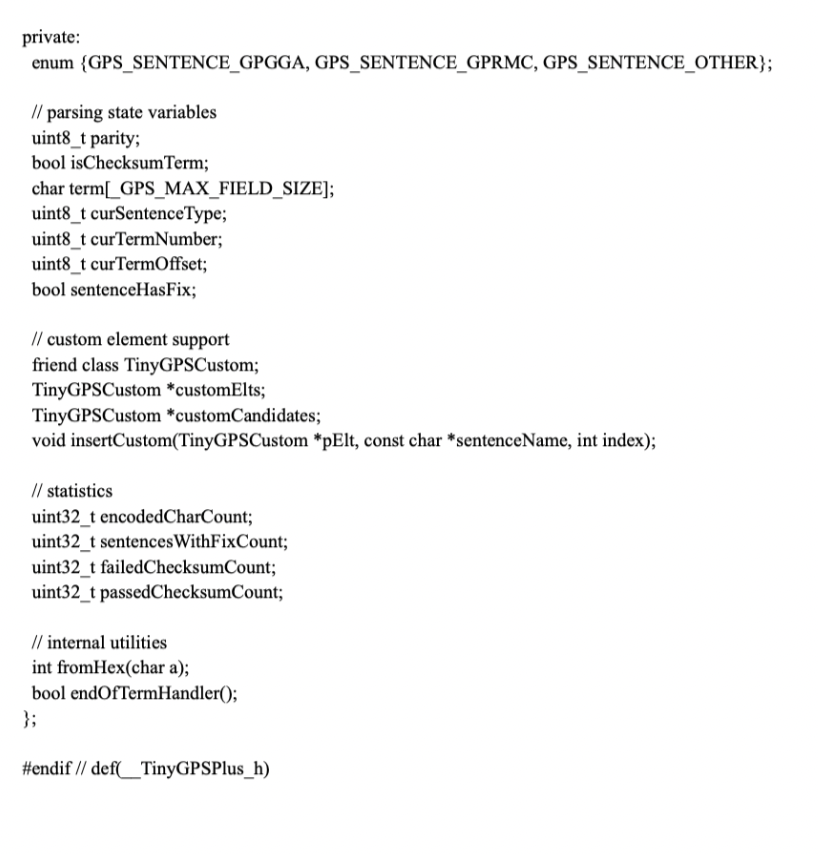 private:
enum {GPS_SENTENCE_GPGGA, GPS_SENTENCE_GPRMC, GPS_SENTENCE_OTHER};
// parsing state variables
uint8_t parity;
bool isChecksumTerm;
char term[_GPS_MAX_FIELD_SIZE];
uint8_t curSentenceType;
uint8_t curTermNumber;
uint8_t curTermOffset;
bool sentenceHasFix;
// custom element support
friend class TinyGPSCustom;
TinyGPSCustom *customElts;
TinyGPSCustom *customCandidates;
void insertCustom(TinyGPSCustom *pElt, const char *sentenceName, int index);
// statistics
uint32_t encodedCharCount;
uint32_t sentencesWithFixCount;
uint32_t failedChecksumCount;
uint32_t passedChecksumCount;
// internal utilities
int fromHex(char a);
bool endOfTermHandler();
};
#endif // def(__TinyGPSPlus_h)